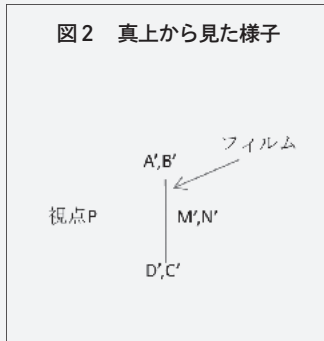 図2 真上から見た様子
フィルム
A′,B′
視点P
M′,N′
D′,C′